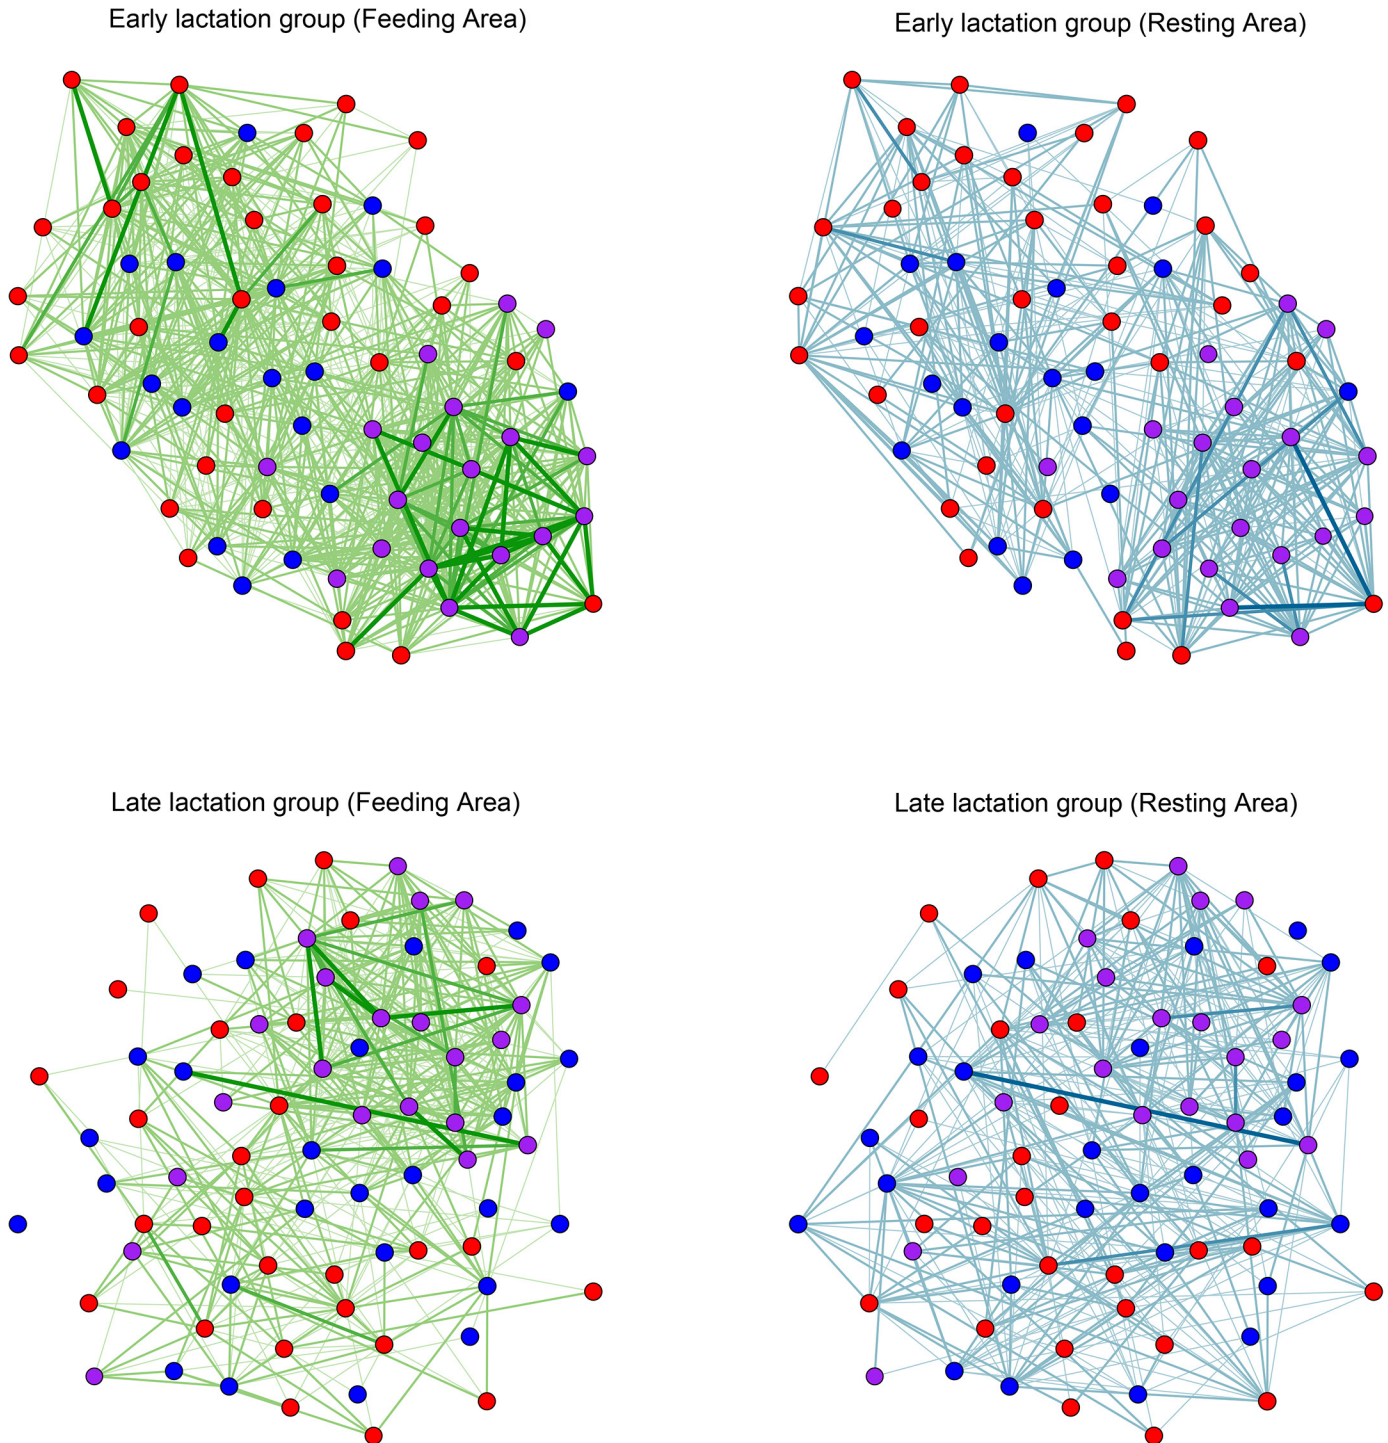 Early lactation group (Feeding Area)
Early lactation group (Resting Area)
Late lactation group (Feeding Area)
Late lactation group (Resting Area)